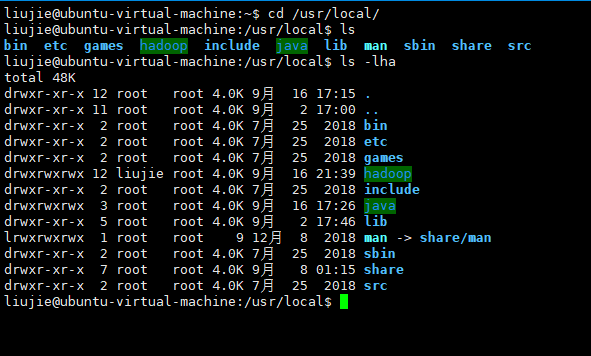 liujie@ubuntu-virtual-machine:~$ cd /usr/local/
liujie@ubuntu-virtual-machine:/usr/local$ ls
bin  etc  games  hadoop  include  java  lib  man  sbin  share  src
liujie@ubuntu-virtual-machine:/usr/local$ ls -lha
total 48K
drwxr-xr-x 12 root   root 4.0K 9月  16 17:15 .
drwxr-xr-x 11 root   root 4.0K 9月   2 17:00 ..
drwxr-xr-x  2 root   root 4.0K 7月  25  2018 bin
drwxr-xr-x  2 root   root 4.0K 7月  25  2018 etc
drwxr-xr-x  2 root   root 4.0K 7月  25  2018 games
drwxrwxrwx 12 liujie root 4.0K 9月  16 21:39 hadoop
drwxr-xr-x  2 root   root 4.0K 7月  25  2018 include
drwxrwxrwx  3 root   root 4.0K 9月  16 17:26 java
drwxr-xr-x  5 root   root 4.0K 9月   2 17:46 lib
lrwxrwxrwx  1 root   root    9 12月  8  2018 man -> share/man
drwxr-xr-x  2 root   root 4.0K 7月  25  2018 sbin
drwxr-xr-x  7 root   root 4.0K 9月   8 01:15 share
drwxr-xr-x  2 root   root 4.0K 7月  25  2018 src
liujie@ubuntu-virtual-machine:/usr/local$